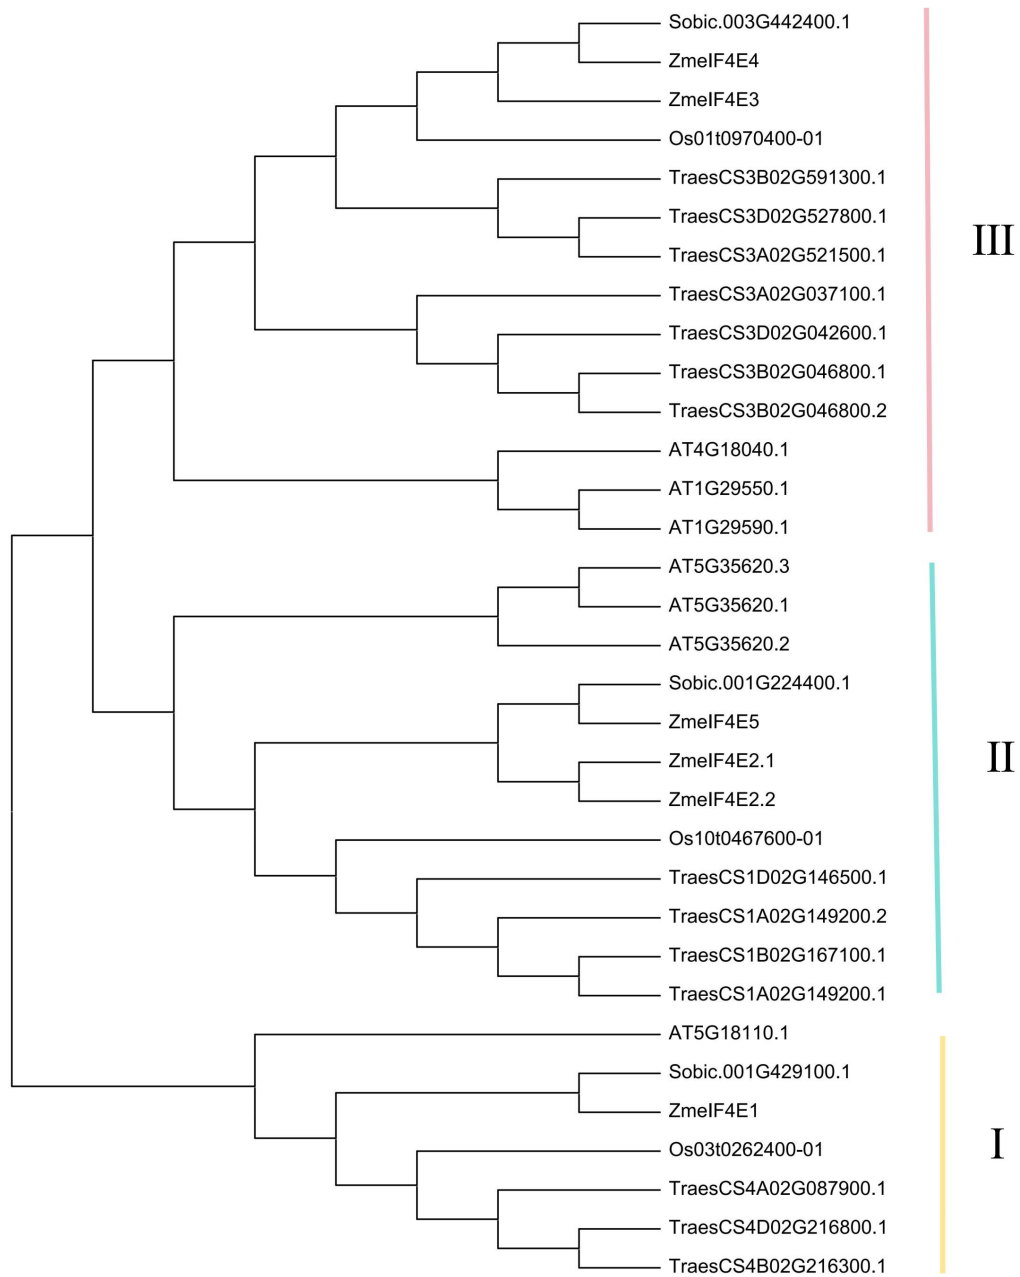 Sobic.003G442400.1
ZmeIF4E4
ZmeIF4E3
Os01t0970400-01
TraesCS3B02G591300.1
TraesCS3D02G527800.1
TraesCS3A02G521500.1
III
TraesCS3A02G037100.1
TraesCS3D02G042600.1
TraesCS3B02G046800.1
TraesCS3B02G046800.2
AT4G18040.1
AT1G29550.1
AT1G29590.1
AT5G35620.3
AT5G35620.1
AT5G35620.2
Sobic.001G224400.1
ZmeIF4E5
II
ZmeIF4E2.1
ZmeIF4E2.2
Os10t0467600-01
TraesCS1D02G146500.1
TraesCS1A02G149200.2
TraesCS1B02G167100.1
TraesCS1A02G149200.1
AT5G18110.1
Sobic.001G429100.1
ZmeIF4E1
I
Os03t0262400-01
TraesCS4A02G087900.1
TraesCS4D02G216800.1
TraesCS4B02G216300.1